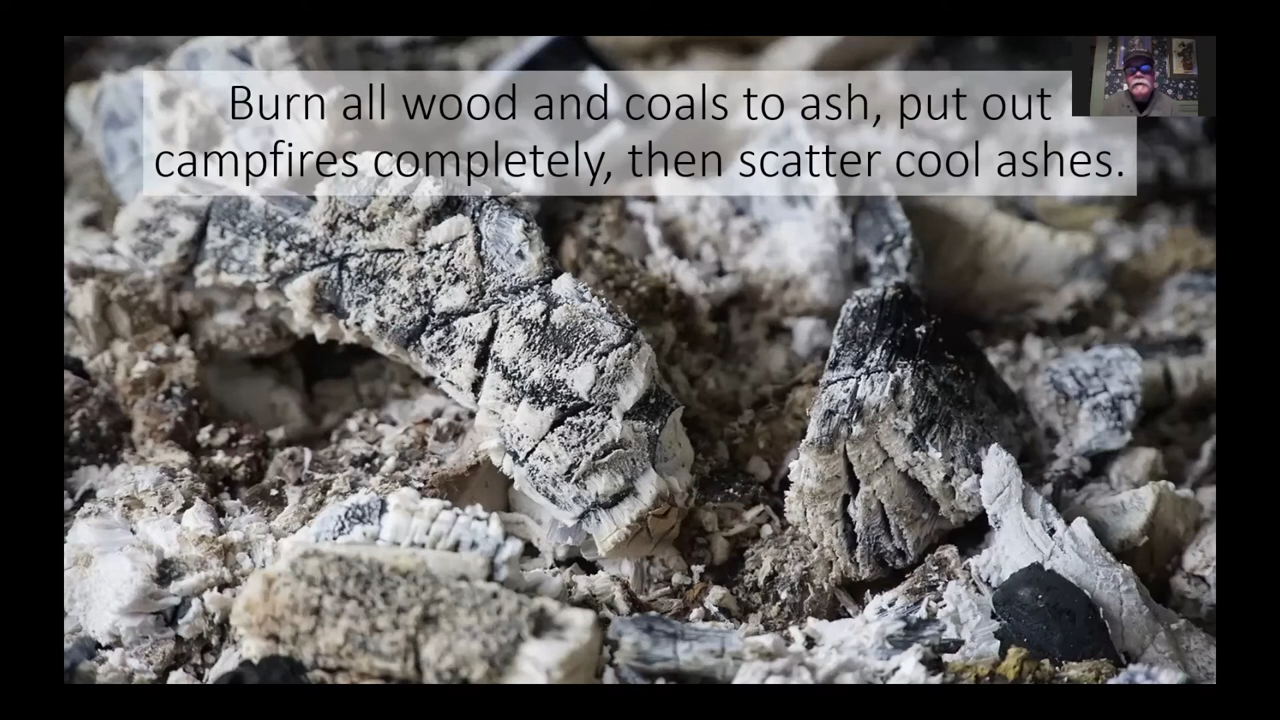 Burn all wood and coals to ash, put out
campfires completely, then scatter cool ashes.